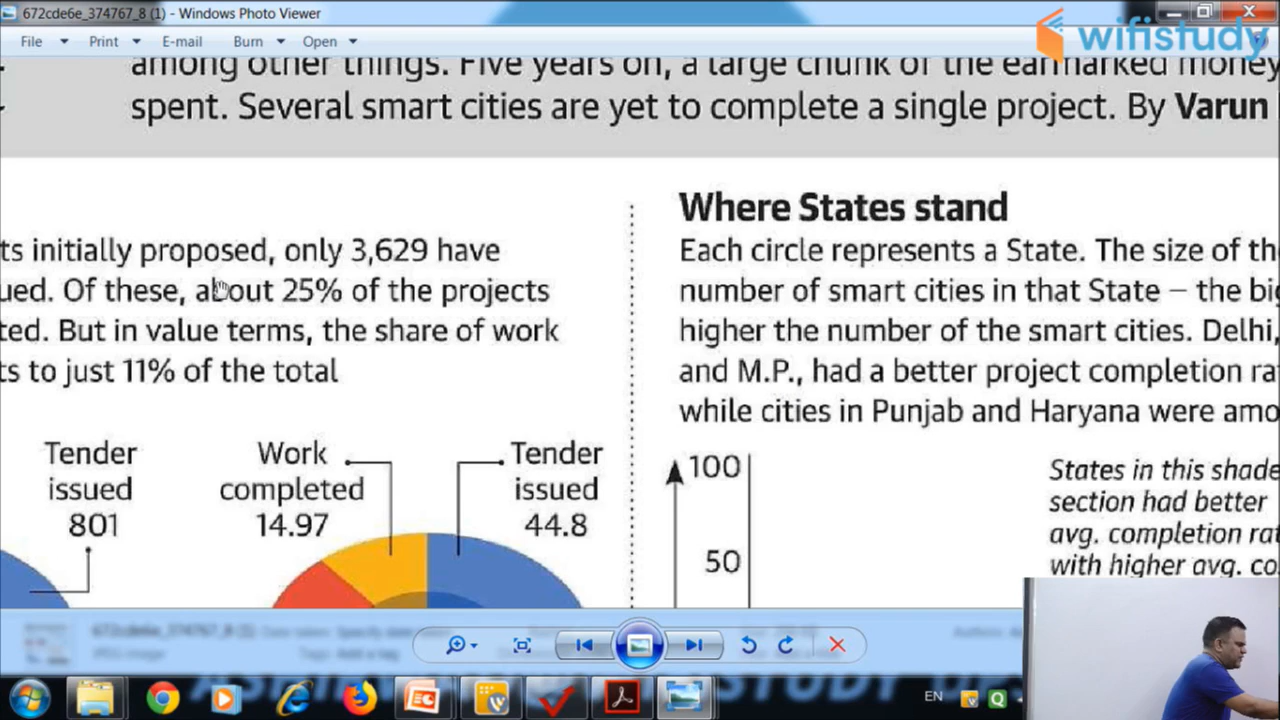 672cde6e_374767_8 (1) - Windows Photo Viewer
File Print E-mail Burn Open
wifistudy
among other things. Five years on, a large chunk of the earmarked money
spent. Several smart cities are yet to complete a single project. By Varun
ts initially proposed, only 3,629 have
ued. Of these, about 25% of the projects
ted. But in value terms, the share of work
ts to just 11% of the total
Tender
issued
801
Work
completed
14.97
Tender
issued
44.8
Where States stand
Each circle represents a State. The size of th
number of smart cities in that State – the big
higher the number of the smart cities. Delhi,
and M.P., had a better project completion ra
while cities in Punjab and Haryana were amo
100
50
States in this shade
section had better
avg. completion rat
with higher avg. co
672cde6e_374767_8 (1)
JPEG image
EN